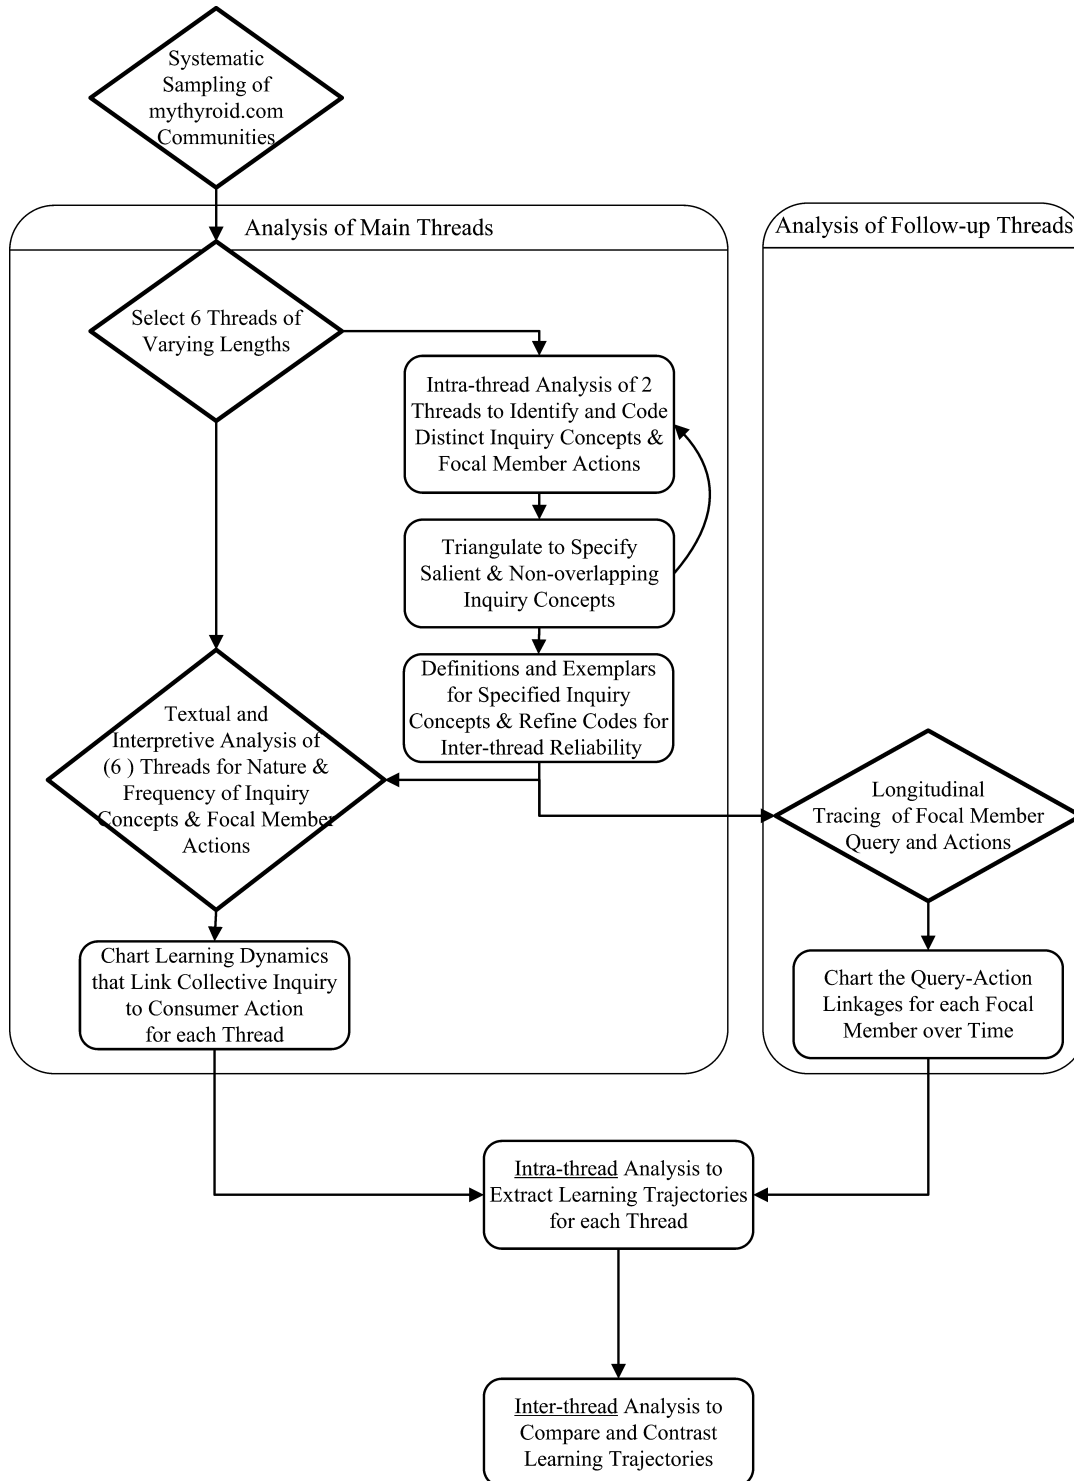 Systematic
Sampling of
mythyroid.com
Communities
Analysis of Main Threads
Analysis of Follow-up Threads
Select 6 Threads of
Varying Lengths
Intra-thread Analysis of 2
Threads to Identify and Code
Distinct Inquiry Concepts &
Focal Member Actions
Triangulate to Specify
Salient & Non-overlapping
Inquiry Concepts
Definitions and Exemplars
for Specified Inquiry
Concepts & Refine Codes for
Inter-thread Reliability
Textual and
Interpretive Analysis of
(6 ) Threads for Nature &
Frequency of Inquiry
Concepts & Focal Member
Actions
Longitudinal
Tracing of Focal Member
Query and Actions
Chart Learning Dynamics
that Link Collective Inquiry
to Consumer Action
for each Thread
Chart the Query-Action
Linkages for each Focal
Member over Time
Intra-thread Analysis to
Extract Learning Trajectories
for each Thread
Inter-thread Analysis to
Compare and Contrast
Learning Trajectories